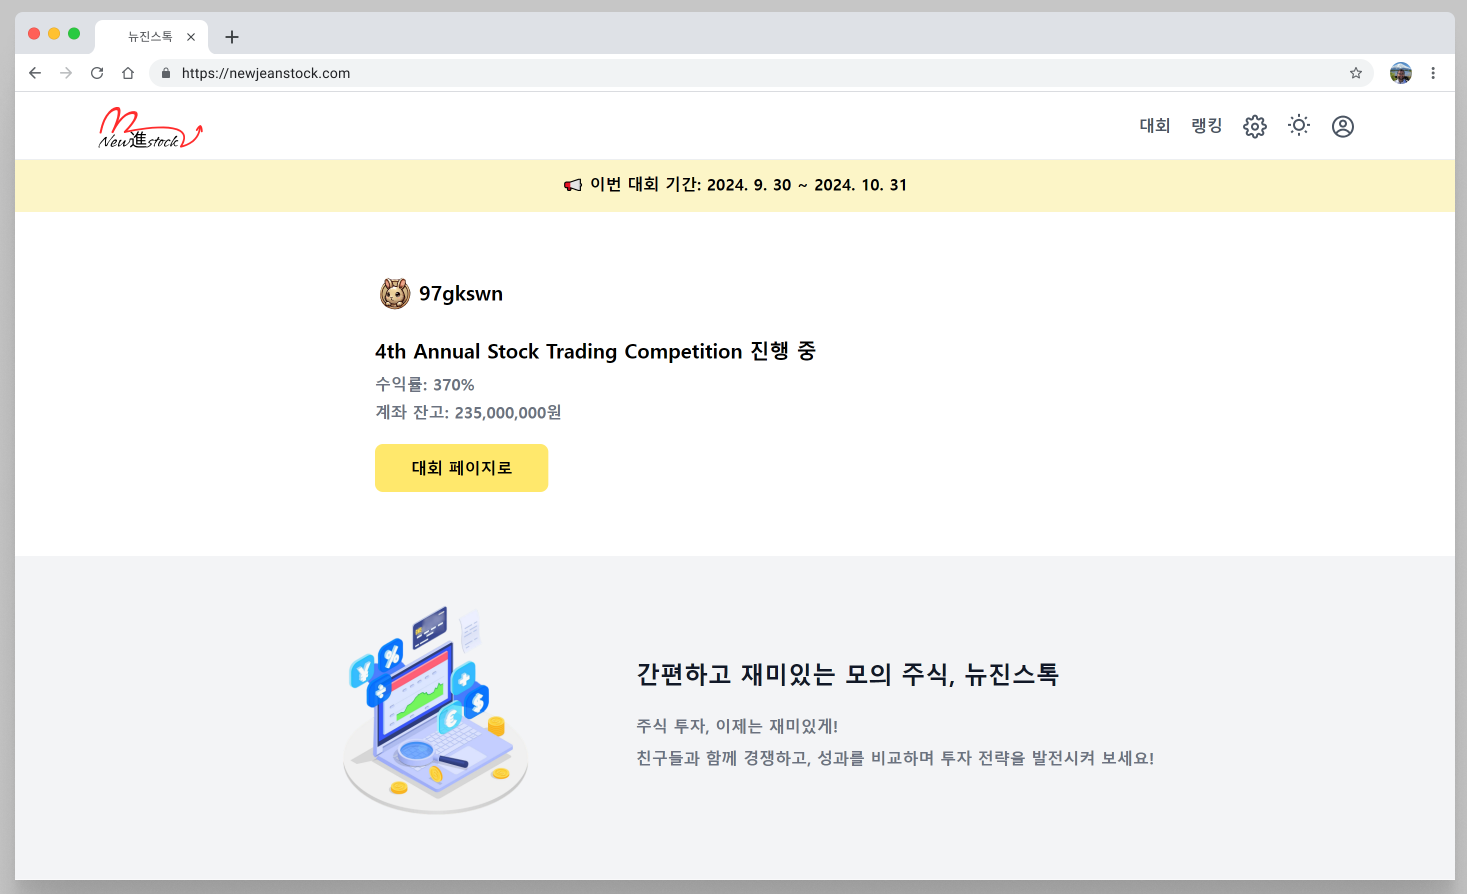 뉴진스톡
https://newjeanstock.com
New進stock
대회 랭킹
이번 대회 기간: 2024. 9. 30 ~ 2024. 10. 31
97gkswn
4th Annual Stock Trading Competition 진행 중
수익률: 370%
계좌 잔고: 235,000,000원
대회 페이지로
간편하고 재미있는 모의 주식, 뉴진스톡
주식 투자, 이제는 재미있게!
친구들과 함께 경쟁하고, 성과를 비교하며 투자 전략을 발전시켜 보세요!